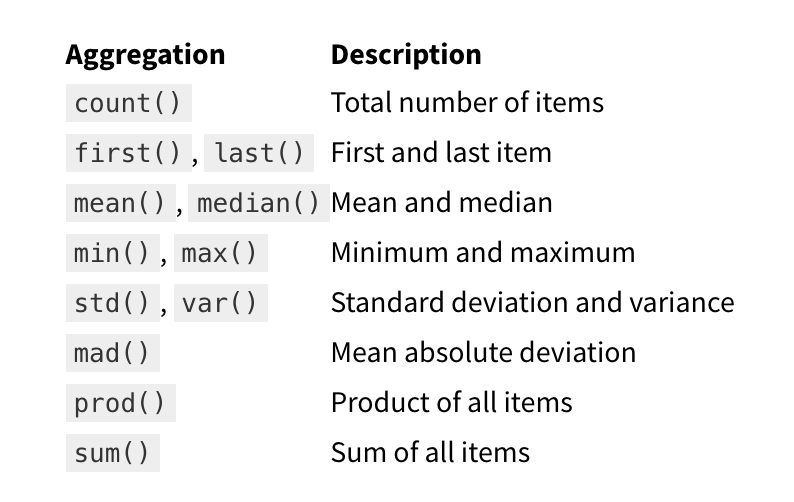 Aggregation Description
count() Total number of items
first() , last() First and last item
mean() , median() Mean and median
min() , max() Minimum and maximum
std() , var() Standard deviation and variance
mad() Mean absolute deviation
prod() Product of all items
sum() Sum of all items